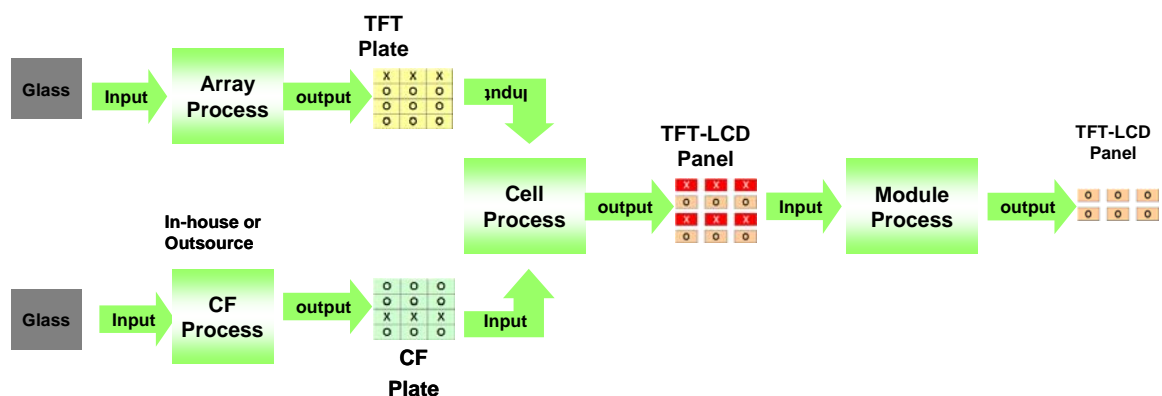 TFT
Plate
Glass
Input
Array
Process
output
X X X
O O O
O O O
O O O
Input
TFT-LCD
Panel
Cell
Process
output
X X X
O O O
X X X
O O O
Input
Module
Process
output
TFT-LCD
Panel
O O O
O O O
In-house or
Outsource
Glass
Input
CF
Process
output
O O O
O O O
X X X
O O O
Input
CF
Plate